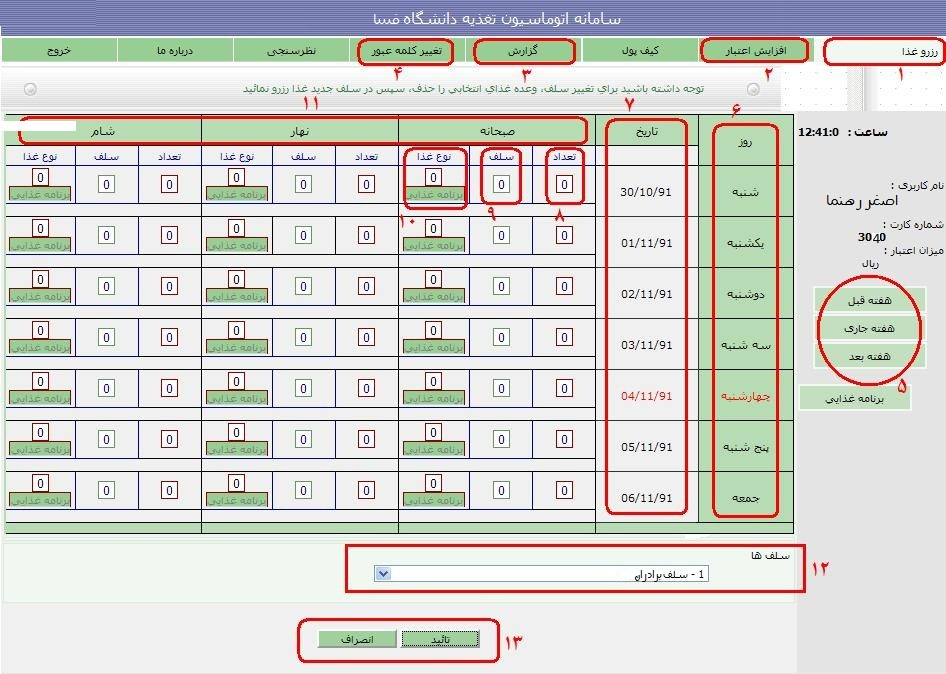 سامانه اتوماسیون تغذیه دانشگاه فسا
رزرو غذا افزایش اعتبار کیف پول گزارش تغییر کلمه عبور نظرسنجی درباره ما خروج
۱ ۲ ۳ ۴
توجه داشته باشید برای تغییر سلف، وعده غذای انتخابی را حذف، سپس در سلف جدید غذا رزرو نمائید
۶ ۷ ۱۱
ساعت : 12:41:0
نام کاربری :
اصغر رهنما
شماره کارت :
3040
میزان اعتبار :
ریال
هفته قبل
هفته جاری
هفته بعد
۵
برنامه غذایی
روز تاریخ صبحانه نهار شام
تعداد سلف نوع غذا تعداد سلف نوع غذا تعداد سلف نوع غذا
شنبه 30/10/91 0 0 0 0 0 0 0 0 0
برنامه غذایی برنامه غذایی برنامه غذایی
۸ ۹ ۱۰
یکشنبه 01/11/91 0 0 0 0 0 0 0 0 0
برنامه غذایی برنامه غذایی برنامه غذایی
دوشنبه 02/11/91 0 0 0 0 0 0 0 0 0
برنامه غذایی برنامه غذایی برنامه غذایی
سه شنبه 03/11/91 0 0 0 0 0 0 0 0 0
برنامه غذایی برنامه غذایی برنامه غذایی
چهارشنبه 04/11/91 0 0 0 0 0 0 0 0 0
برنامه غذایی برنامه غذایی برنامه غذایی
پنج شنبه 05/11/91 0 0 0 0 0 0 0 0 0
برنامه غذایی برنامه غذایی برنامه غذایی
جمعه 06/11/91 0 0 0 0 0 0 0 0 0
برنامه غذایی برنامه غذایی برنامه غذایی
سلف ها
1 - سلف برادران
۱۲
تائید انصراف
۱۳